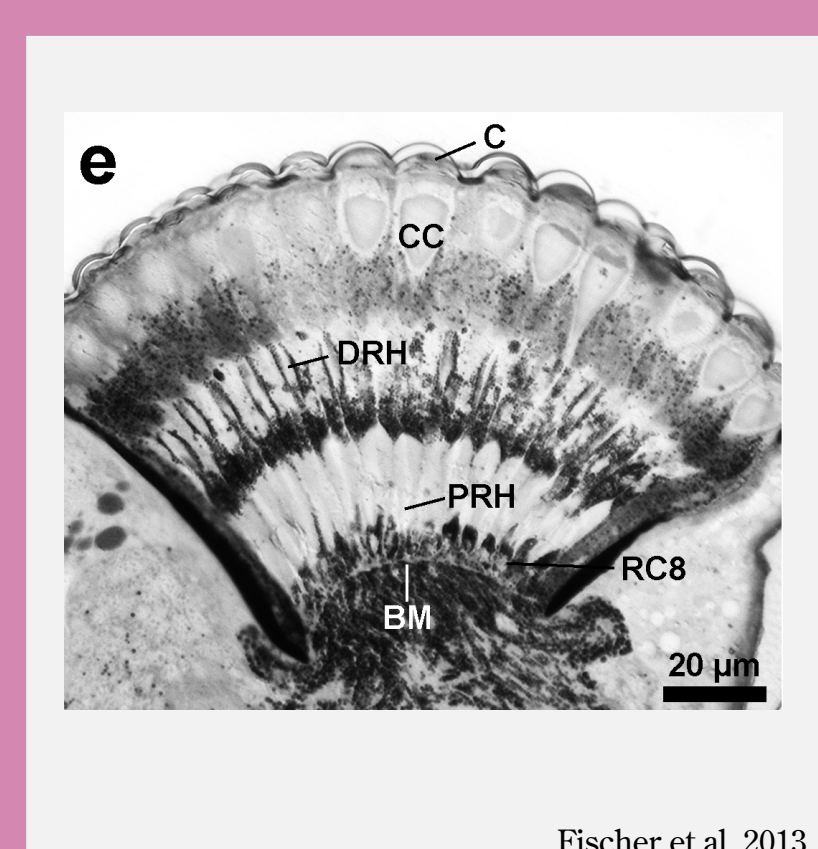 e
C
CC
DRH
PRH
RC8
BM
20 µm
Fischer et al. 2013